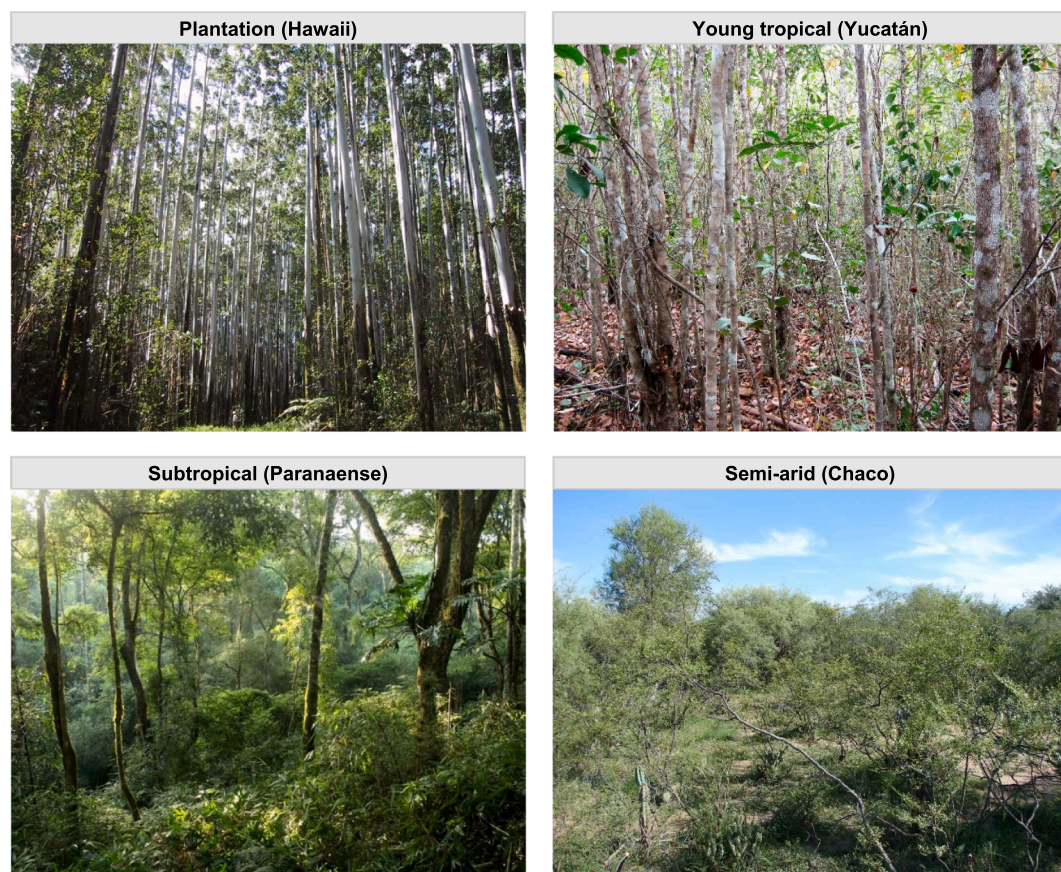 Plantation (Hawaii)
Young tropical (Yucatán)
Subtropical (Paranaense)
Semi-arid (Chaco)